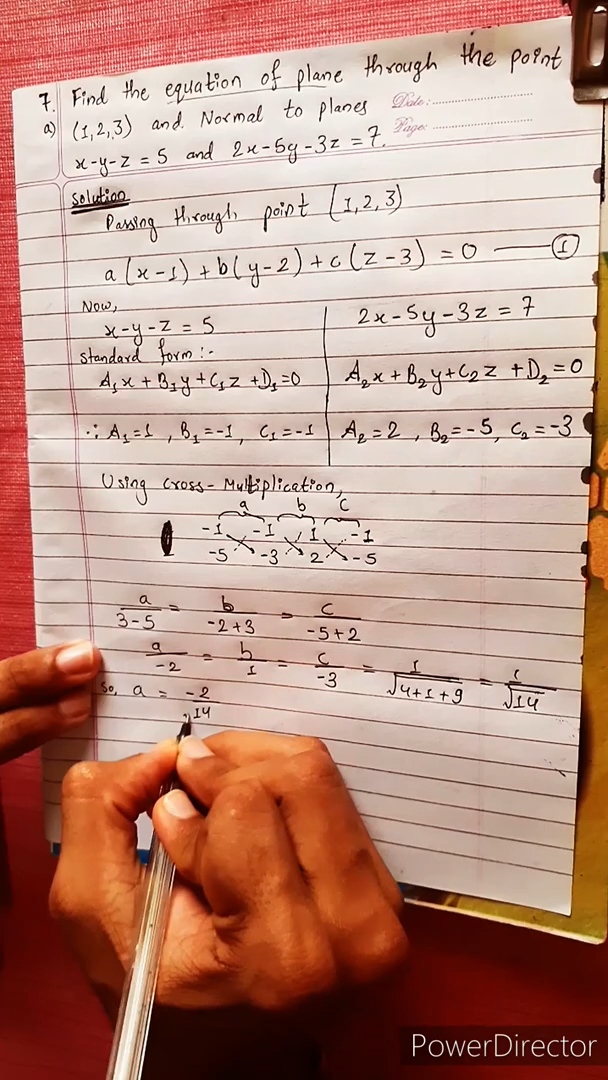 7. Find the equation of plane through the point
a) (1,2,3) and Normal to planes
Date:
x-y-z = 5 and 2x-5y-3z = 7.
Page:
Solution
Passing through point (1,2,3)
a(x-1)+b(y-2)+c(z-3) = 0 —— ①
Now,
x-y-z = 5
2x-5y-3z = 7
standard form:-
A₁x+B₁y+C₁z+D₁=0
A₂x+B₂y+C₂z+D₂=0
∴ A₁=1, B₁=-1, C₁=-1
A₂=2, B₂=-5, C₂=-3
Using Cross-Multiplication,
a b c
-1 -1 1 -1
-5 -3 2 -5
a/3-5 = b/-2+3 = c/-5+2
a/-2 = b/1 = c/-3 = 1/√4+1+9 = 1/√14
So, a = -2/√14
PowerDirector